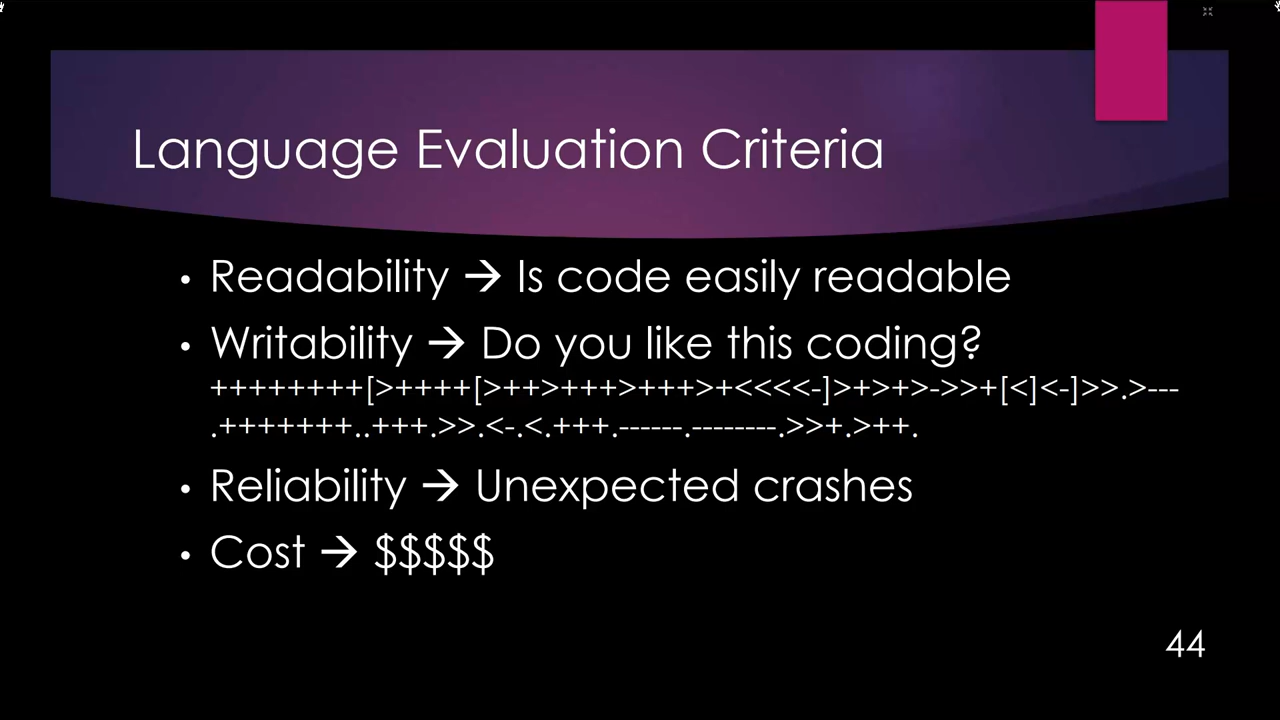 Language Evaluation Criteria
• Readability → Is code easily readable
• Writability → Do you like this coding?
++++++++[>++++[>++>+++>+++>+<<<<-]>+>+>->>+[<]<-]>>.>---
.+++++++..+++.>>.<-.<.+++.------.--------.>>+.>++.
• Reliability → Unexpected crashes
• Cost → $$$$$
44